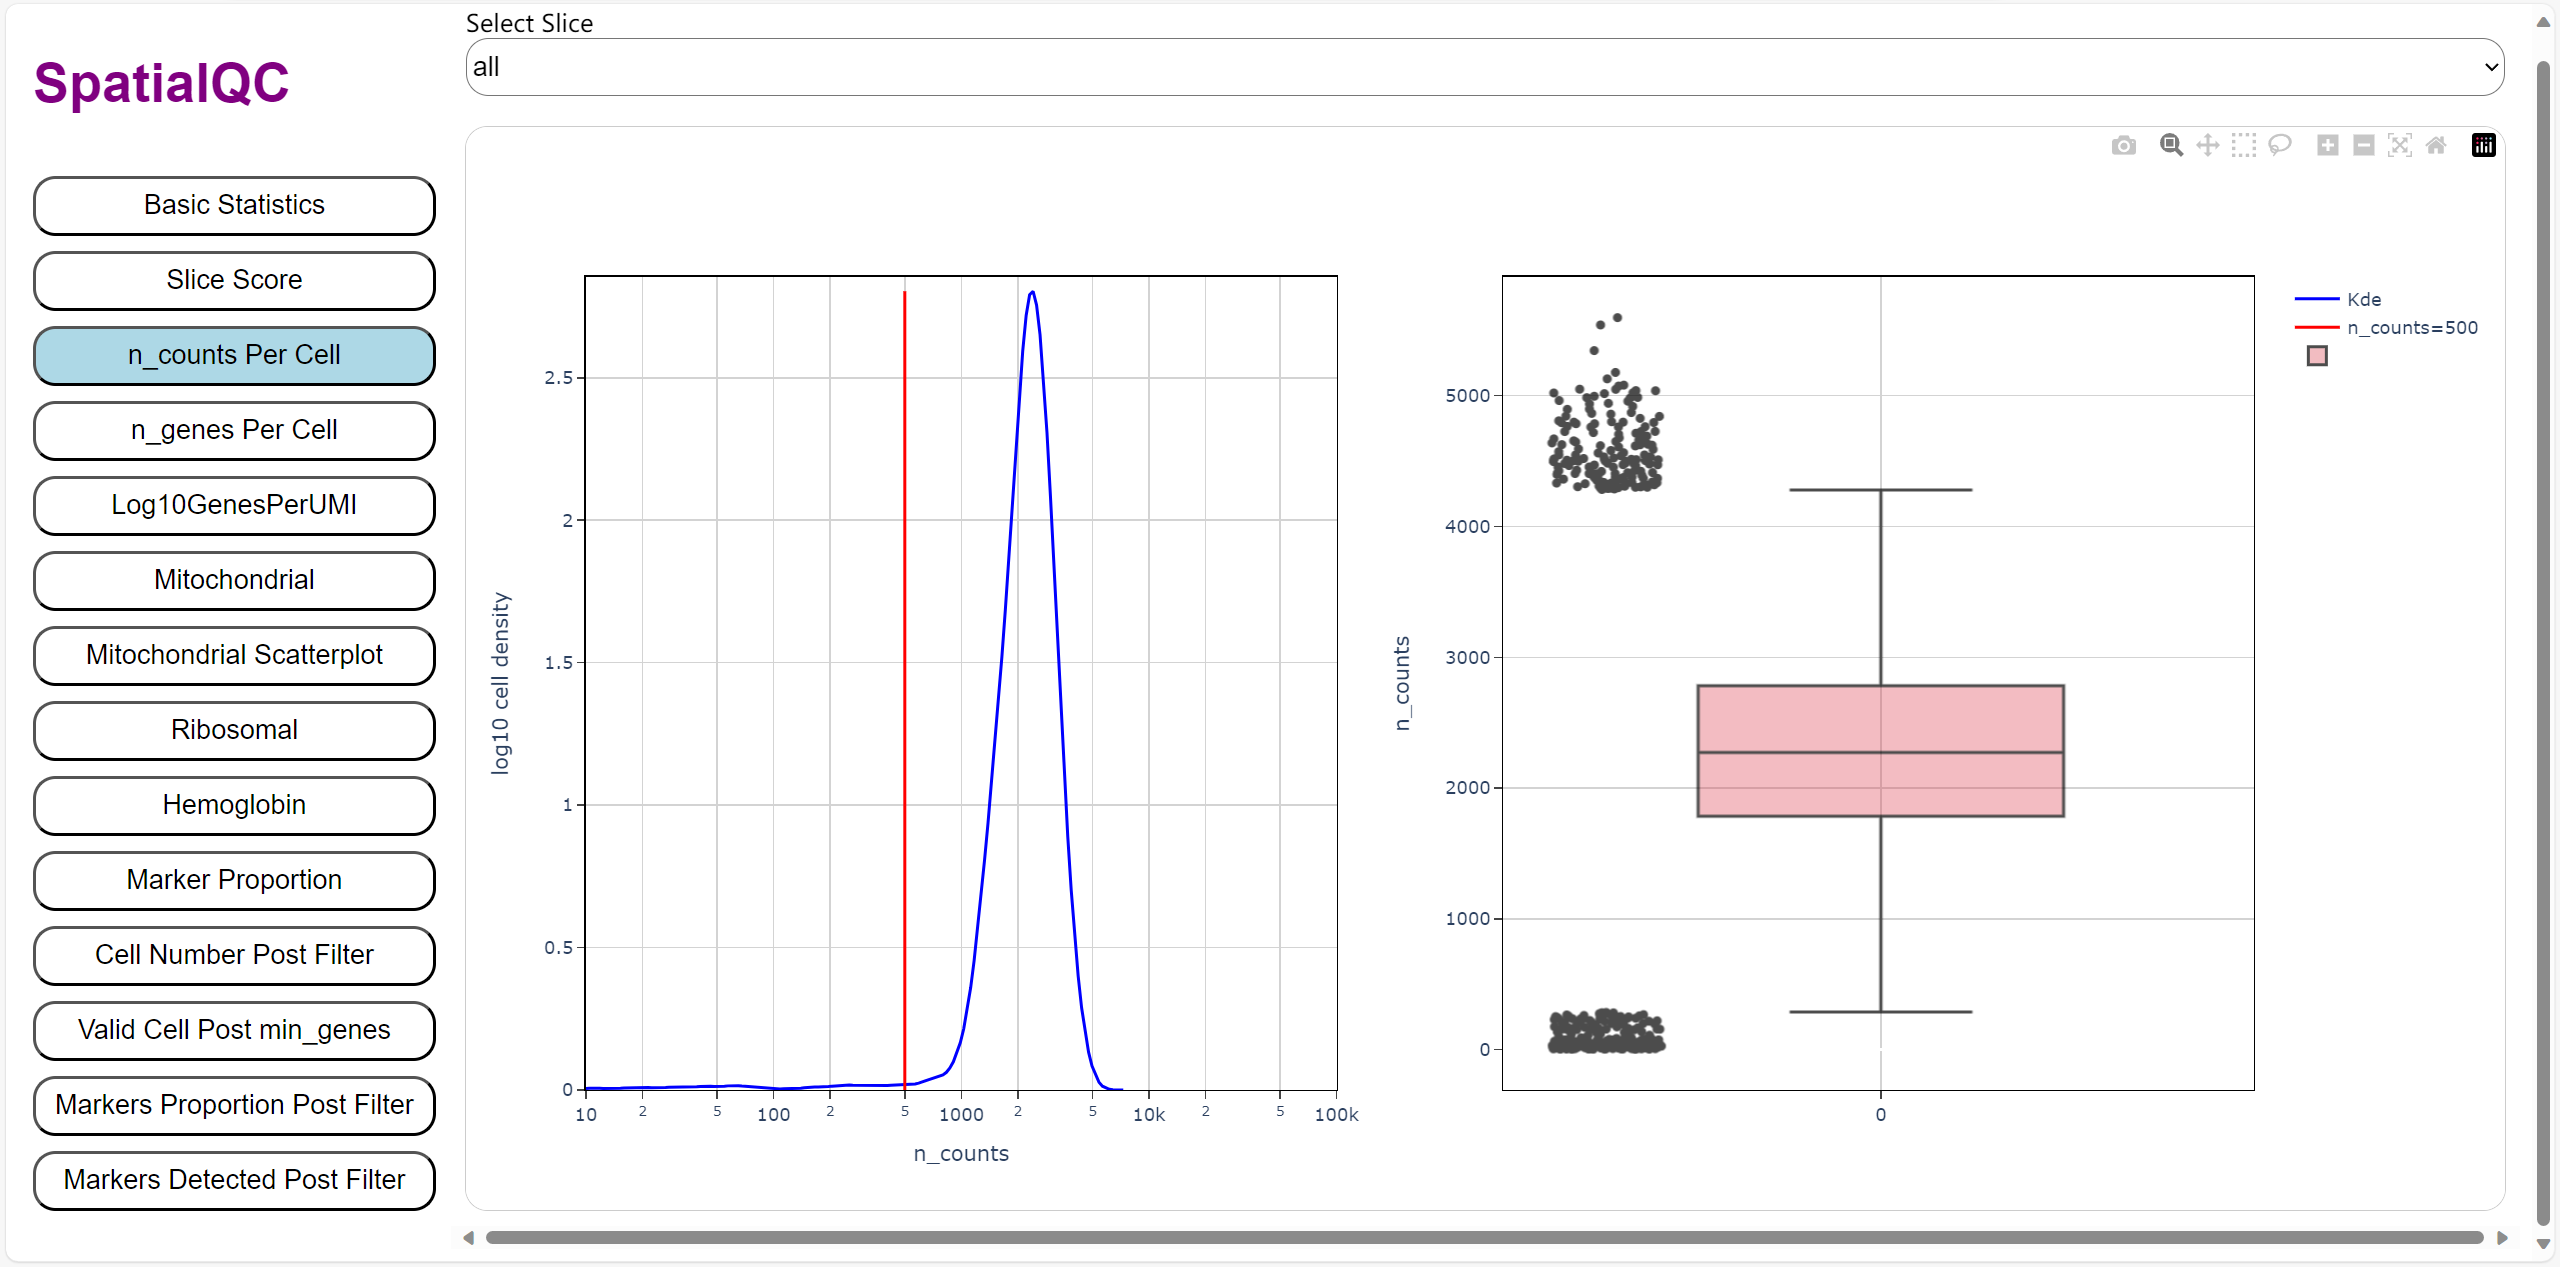 SpatialQC
Basic Statistics
Slice Score
n_counts Per Cell
n_genes Per Cell
Log10GenesPerUMI
Mitochondrial
Mitochondrial Scatterplot
Ribosomal
Hemoglobin
Marker Proportion
Cell Number Post Filter
Valid Cell Post min_genes
Markers Proportion Post Filter
Markers Detected Post Filter
Select Slice
all
log10 cell density
2.5
2
1.5
1
0.5
0
10 2 5 100 2 5 1000 2 5 10k 2 5 100k
n_counts
n_counts
5000
4000
3000
2000
1000
0
0
Kde
n_counts=500